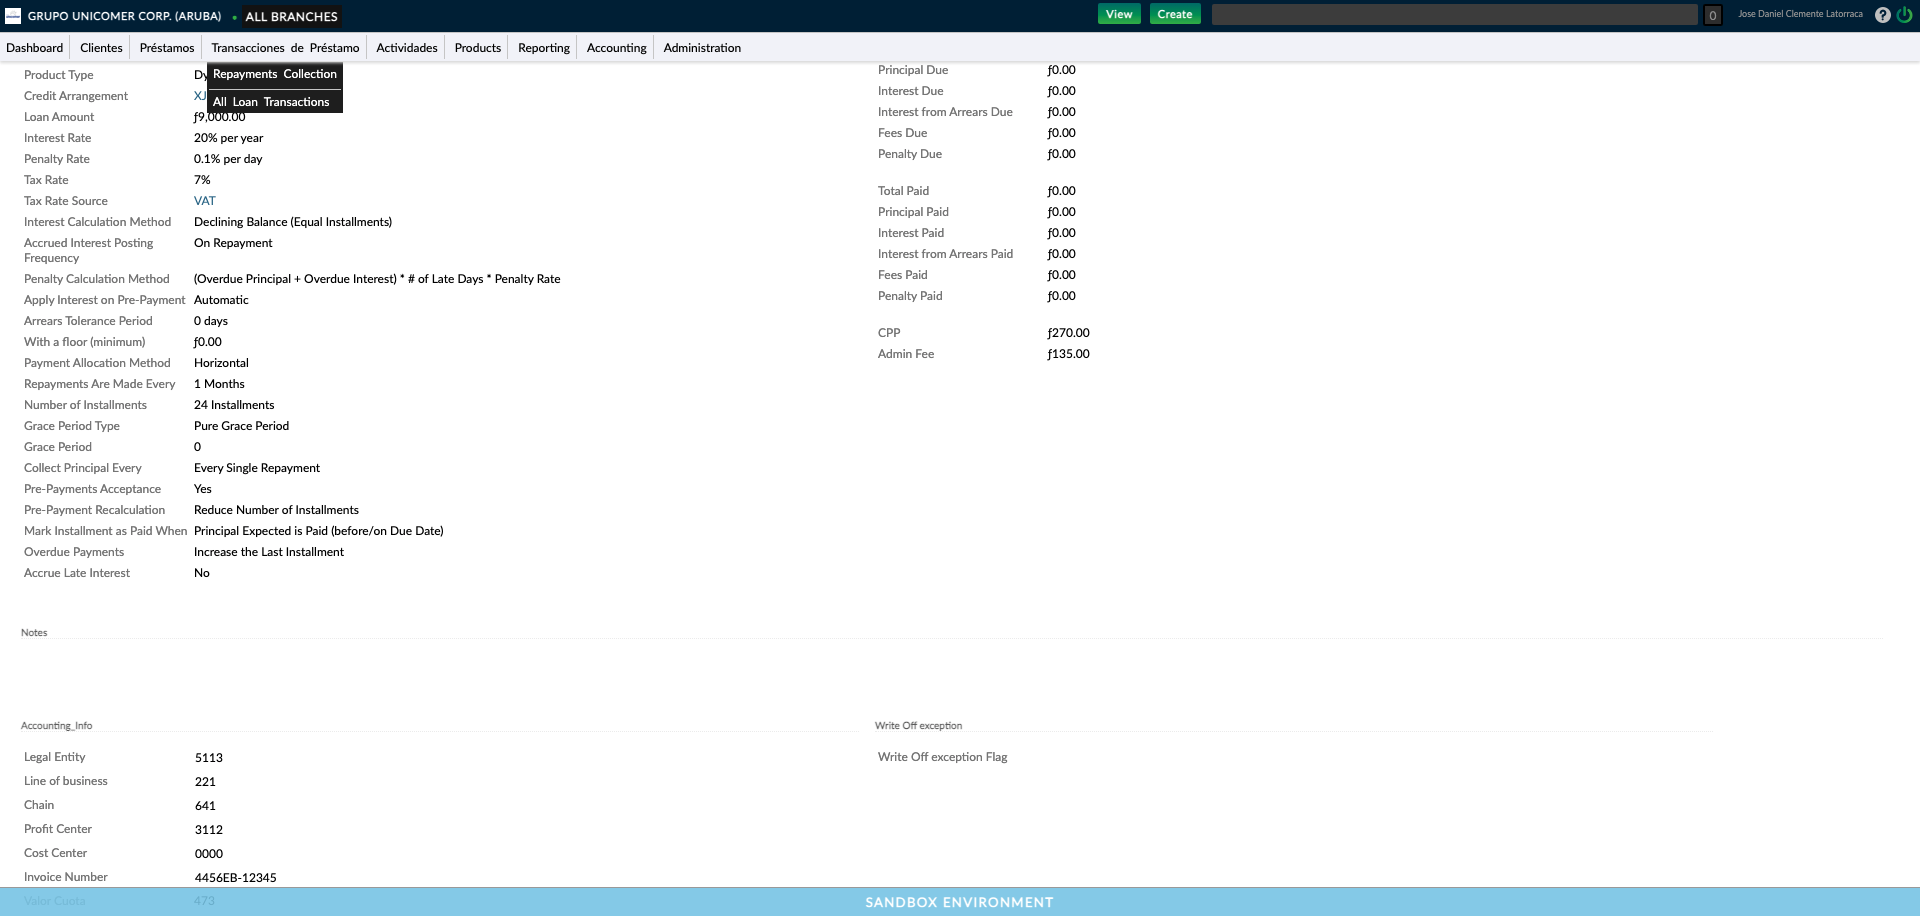 GRUPO UNICOMER CORP. (ARUBA) ALL BRANCHES View Create 0 Jose Daniel Clemente Latorraca ?
Dashboard Clientes Préstamos Transacciones de Préstamo Actividades Products Reporting Accounting Administration
Repayments Collection
All Loan Transactions
Product Type Dy
Credit Arrangement XJ
Loan Amount ƒ9,000.00
Interest Rate 20% per year
Penalty Rate 0.1% per day
Tax Rate 7%
Tax Rate Source VAT
Interest Calculation Method Declining Balance (Equal Installments)
Accrued Interest Posting Frequency On Repayment
Penalty Calculation Method (Overdue Principal + Overdue Interest) * # of Late Days * Penalty Rate
Apply Interest on Pre-Payment Automatic
Arrears Tolerance Period 0 days
With a floor (minimum) ƒ0.00
Payment Allocation Method Horizontal
Repayments Are Made Every 1 Months
Number of Installments 24 Installments
Grace Period Type Pure Grace Period
Grace Period 0
Collect Principal Every Every Single Repayment
Pre-Payments Acceptance Yes
Pre-Payment Recalculation Reduce Number of Installments
Mark Installment as Paid When Principal Expected is Paid (before/on Due Date)
Overdue Payments Increase the Last Installment
Accrue Late Interest No
Principal Due ƒ0.00
Interest Due ƒ0.00
Interest from Arrears Due ƒ0.00
Fees Due ƒ0.00
Penalty Due ƒ0.00
Total Paid ƒ0.00
Principal Paid ƒ0.00
Interest Paid ƒ0.00
Interest from Arrears Paid ƒ0.00
Fees Paid ƒ0.00
Penalty Paid ƒ0.00
CPP ƒ270.00
Admin Fee ƒ135.00
Notes
Accounting_Info
Legal Entity 5113
Line of business 221
Chain 641
Profit Center 3112
Cost Center 0000
Invoice Number 4456EB-12345
Valor Cuota 473
Write Off exception
Write Off exception Flag
SANDBOX ENVIRONMENT